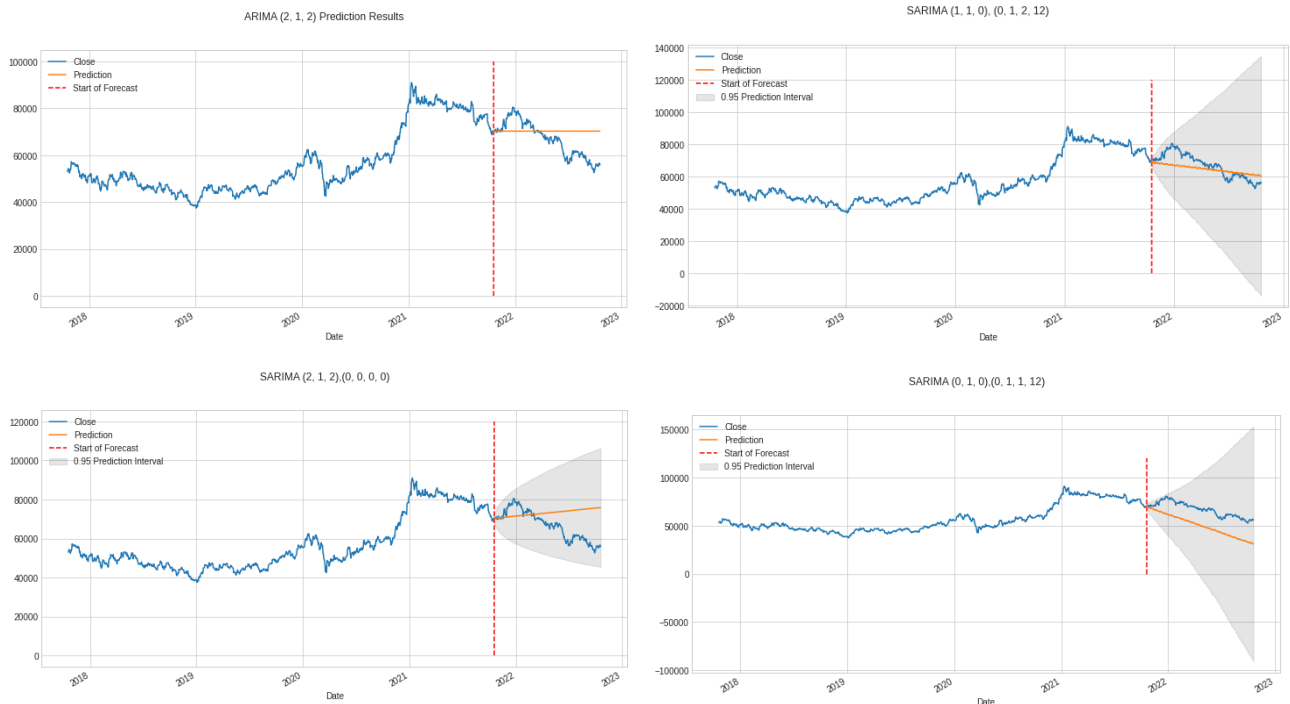 ARIMA (2, 1, 2) Prediction Results
100000
80000
60000
40000
20000
0
Close
Prediction
Start of Forecast
2018
2019
2020
2021
2022
2023
Date
SARIMA (1, 1, 0), (0, 1, 2, 12)
140000
120000
100000
80000
60000
40000
20000
0
−20000
Close
Prediction
Start of Forecast
0.95 Prediction Interval
2018
2019
2020
2021
2022
2023
Date
SARIMA (2, 1, 2),(0, 0, 0, 0)
120000
100000
80000
60000
40000
20000
0
Close
Prediction
Start of Forecast
0.95 Prediction Interval
2018
2019
2020
2021
2022
2023
Date
SARIMA (0, 1, 0),(0, 1, 1, 12)
150000
100000
50000
0
−50000
−100000
Close
Prediction
Start of Forecast
0.95 Prediction Interval
2018
2019
2020
2021
2022
2023
Date